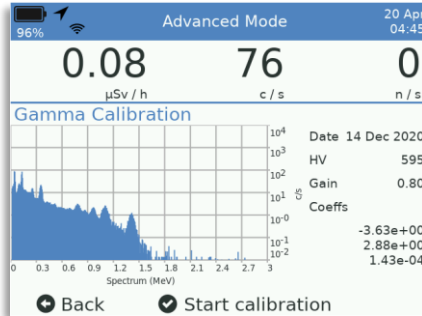 96%
Advanced Mode
20 Apr
04:45
0.08 76 0
µSv / h c / s n / s
Gamma Calibration
10⁴
10³
10²
10¹
10⁻⁰
10⁻¹
10⁻²
c/s
0 0.3 0.6 0.9 1.2 1.5 1.8 2.1 2.4 2.7 3
Spectrum (MeV)
Date 14 Dec 2020
HV 595
Gain 0.80
Coeffs
-3.63e+00
2.88e+00
1.43e-04
Back Start calibration